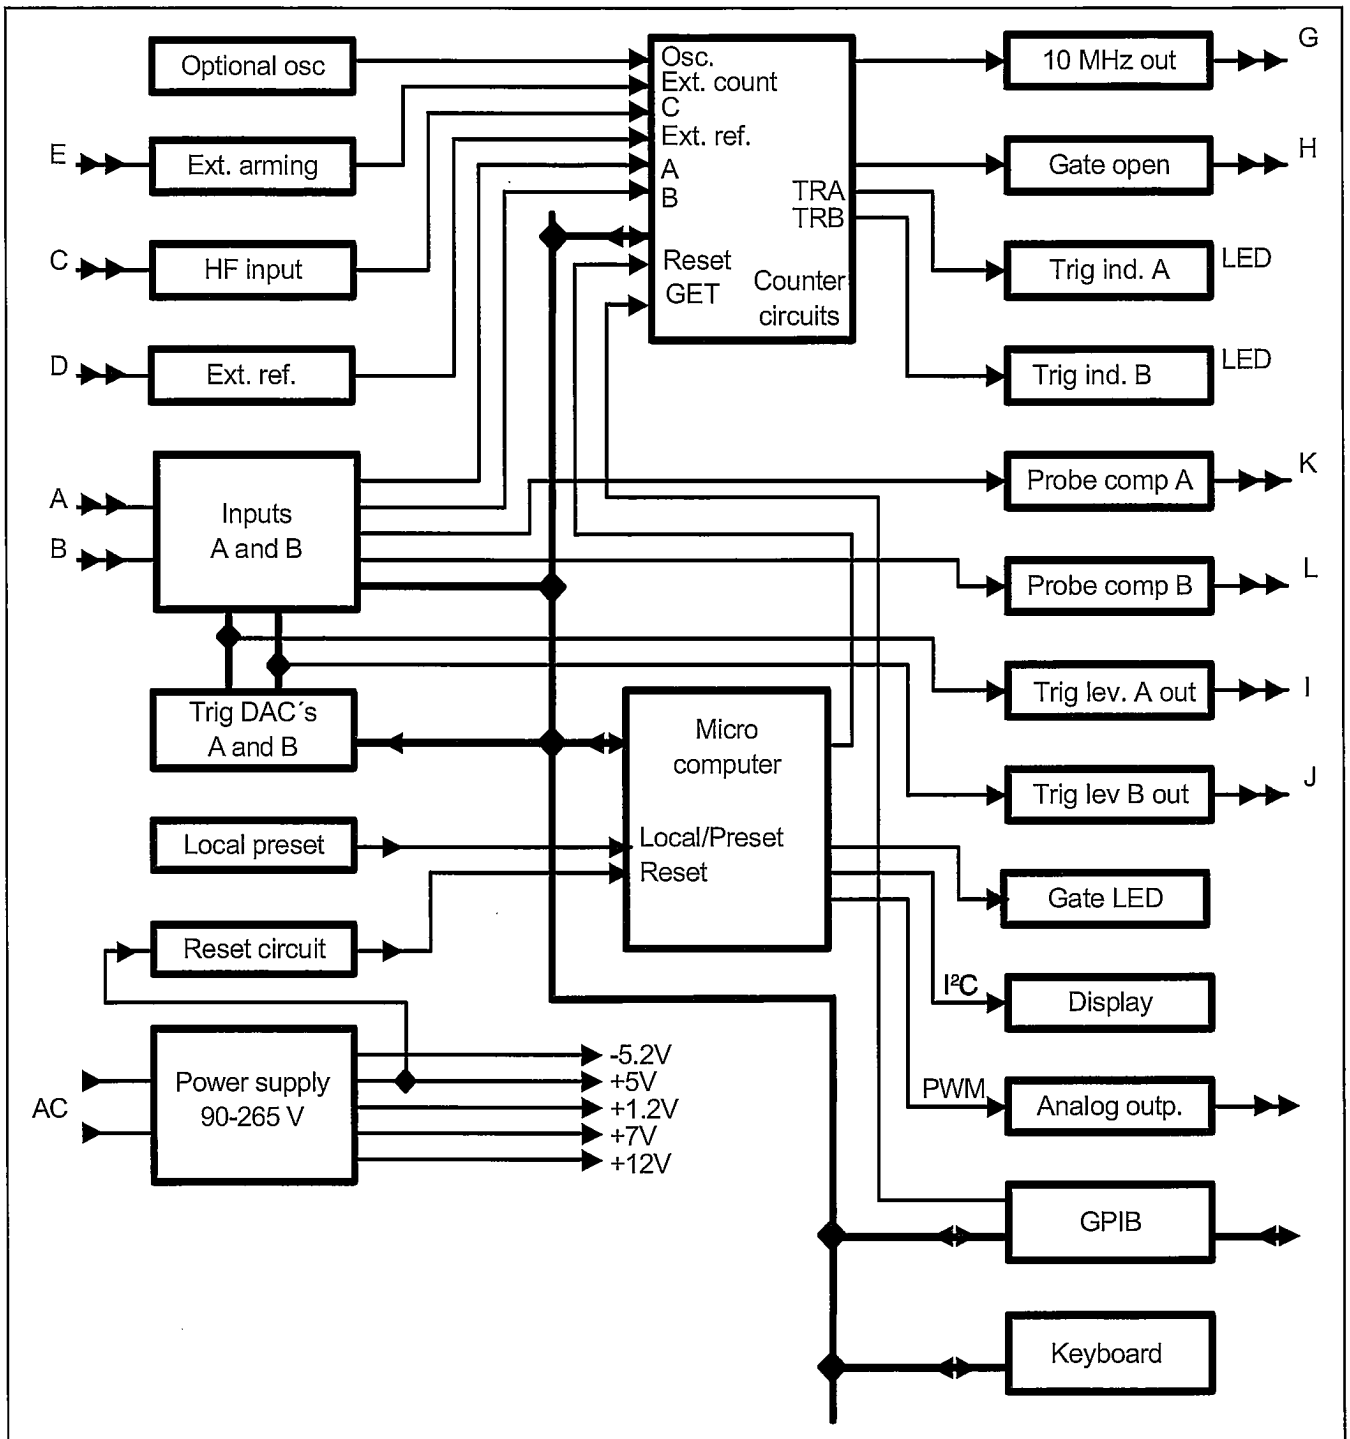 Optional osc
E
Ext. arming
C
HF input
D
Ext. ref.
A
B
Inputs
A and B
Trig DAC´s
A and B
Local preset
Reset circuit
AC
Power supply
90-265 V
-5.2V
+5V
+1.2V
+7V
+12V
Osc.
Ext. count
C
Ext. ref.
A
B
TRA
TRB
Reset
GET
Counter
circuits
Micro
computer
Local/Preset
Reset
10 MHz out
G
Gate open
H
Trig ind. A
LED
Trig ind. B
LED
Probe comp A
K
Probe comp B
L
Trig lev. A out
I
Trig lev B out
J
Gate LED
I²C
Display
PWM
Analog outp.
GPIB
Keyboard